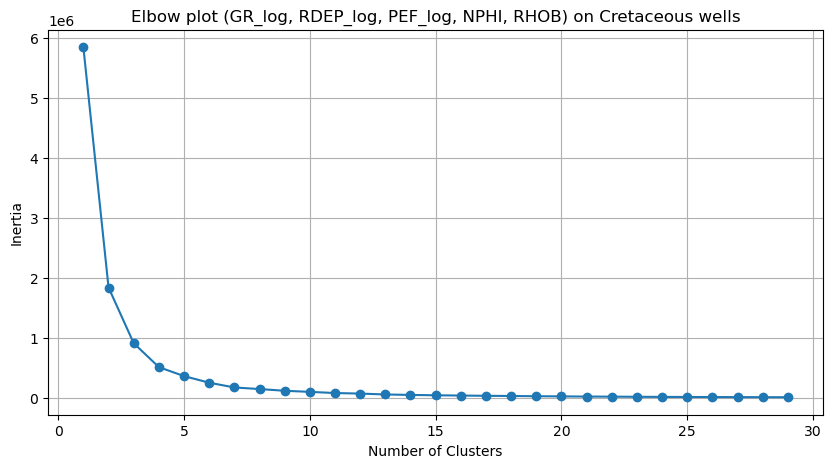 Elbow plot (GR_log, RDEP_log, PEF_log, NPHI, RHOB) on Cretaceous wells
1e6
6
5
4
3
2
1
0
Inertia
0 5 10 15 20 25 30
Number of Clusters